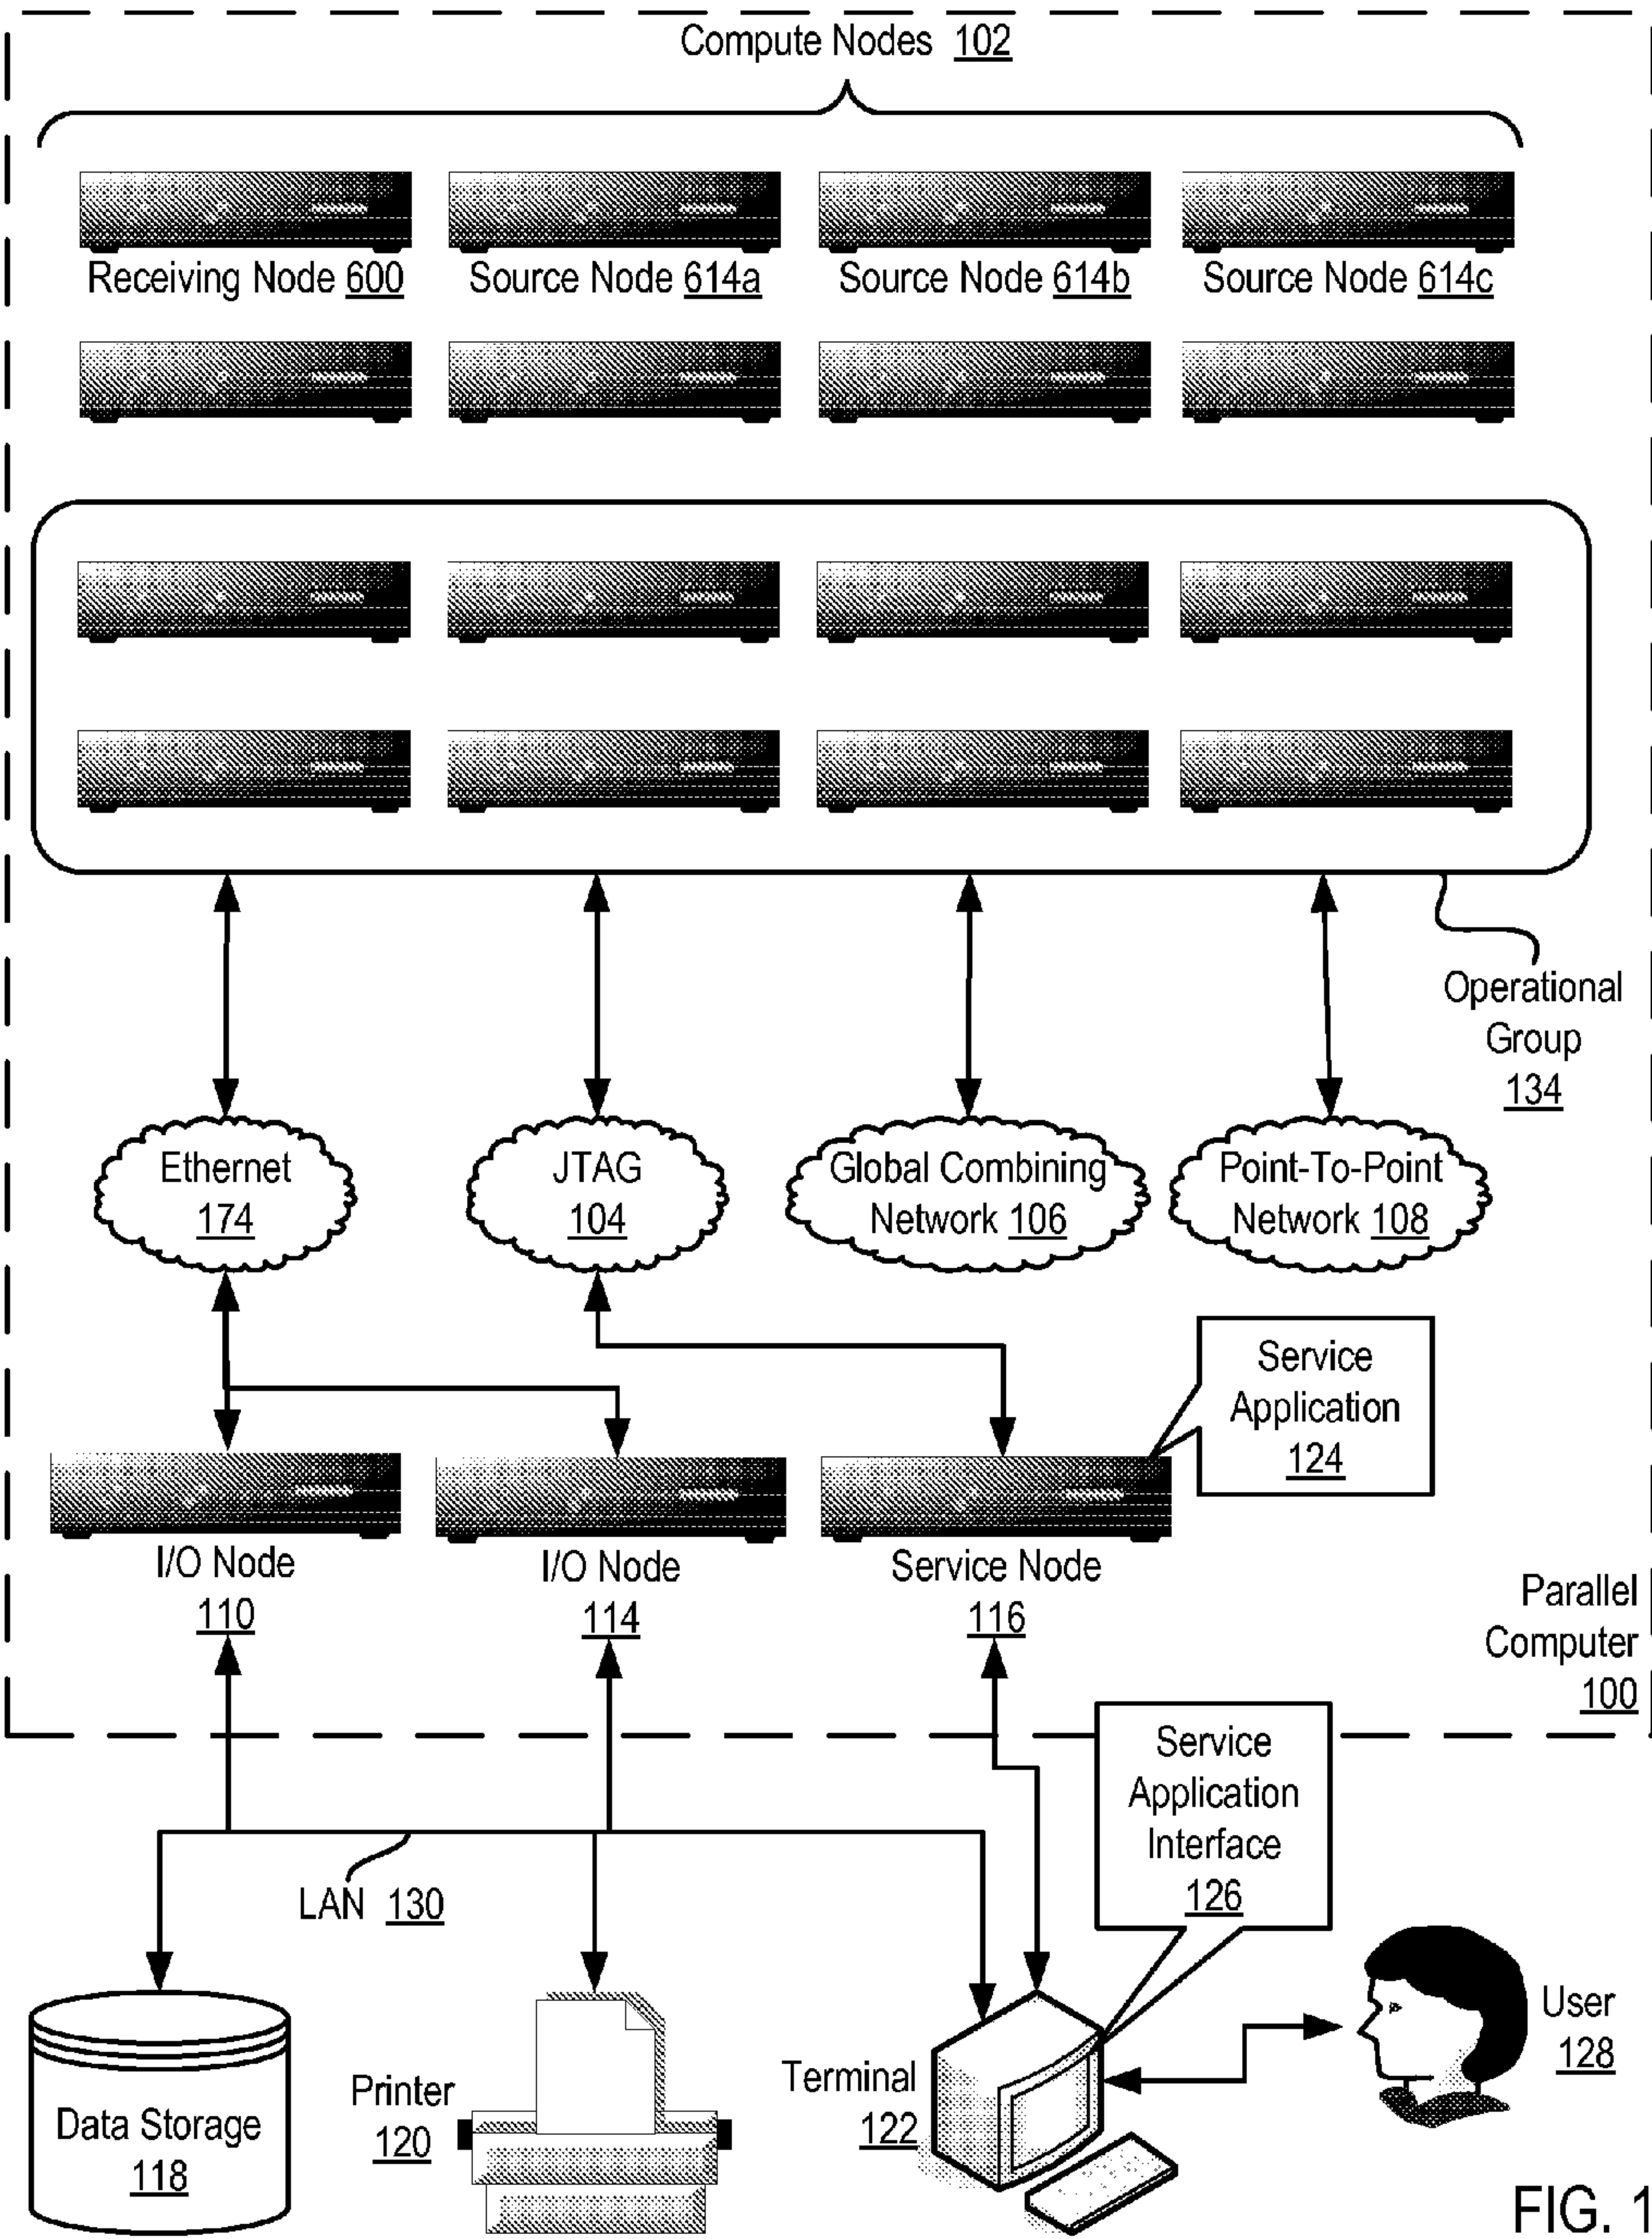 Compute Nodes 102
Receiving Node 600
Source Node 614a
Source Node 614b
Source Node 614c
Operational
Group
134
Ethernet
174
JTAG
104
Global Combining
Network 106
Point-To-Point
Network 108
Service
Application
124
I/O Node
110
I/O Node
114
Service Node
116
Parallel
Computer
100
Service
Application
Interface
126
LAN 130
Data Storage
118
Printer
120
Terminal
122
User
128
FIG. 1